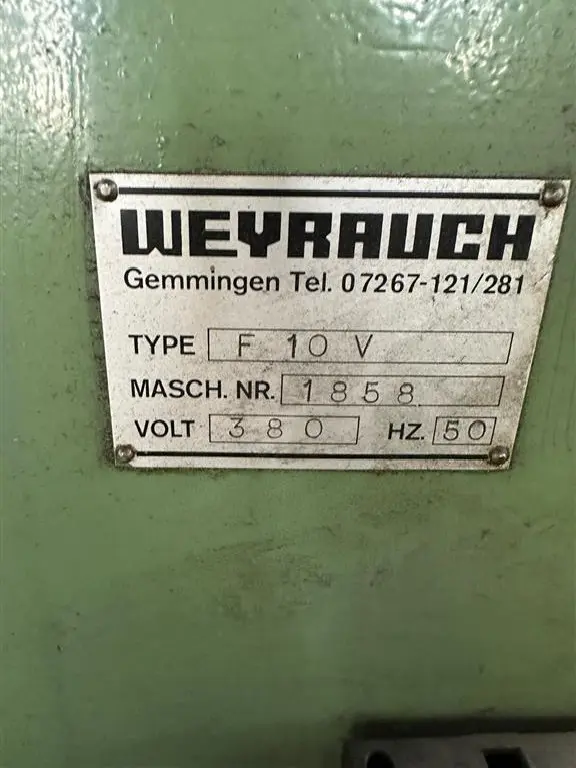 WEYRAUCH
Gemmingen Tel. 07267-121/281
TYPE F 10 V
MASCH. NR. 1858
VOLT 380 HZ. 50